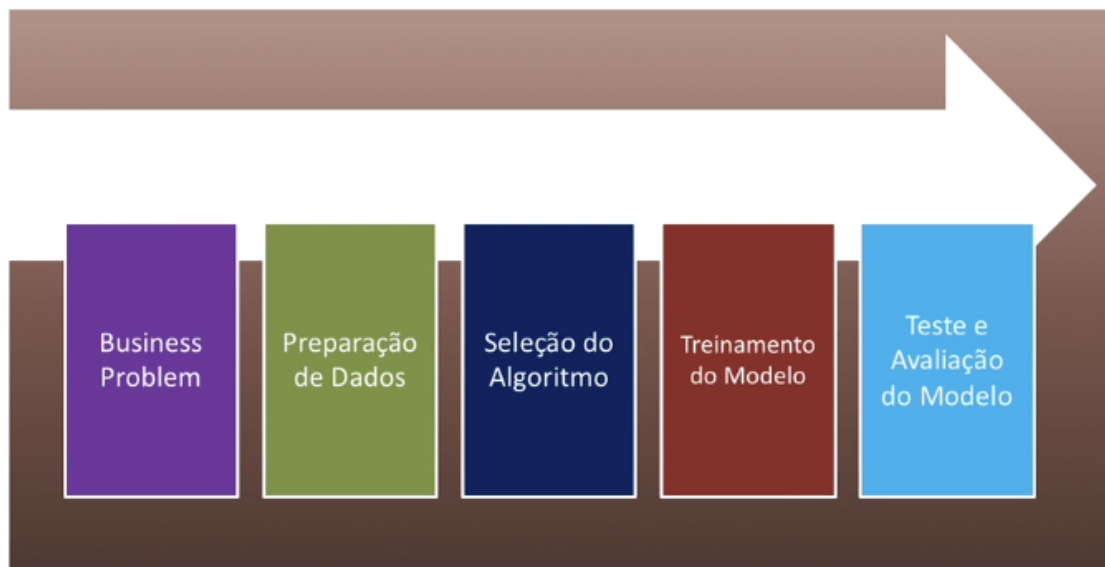 Business
Problem
Preparação
de Dados
Seleção do
Algoritmo
Treinamento
do Modelo
Teste e
Avaliação
do Modelo